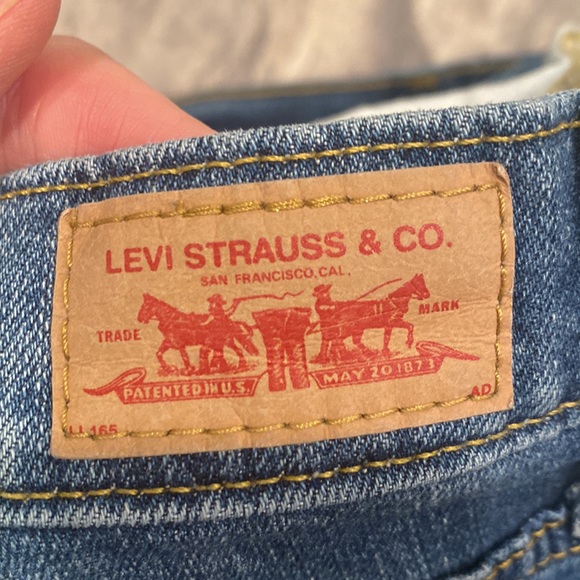 LEVI STRAUSS & CO.
SAN FRANCISCO, CAL.
TRADE MARK
PATENTED IN U.S. MAY 20 1873
LL 165 AD